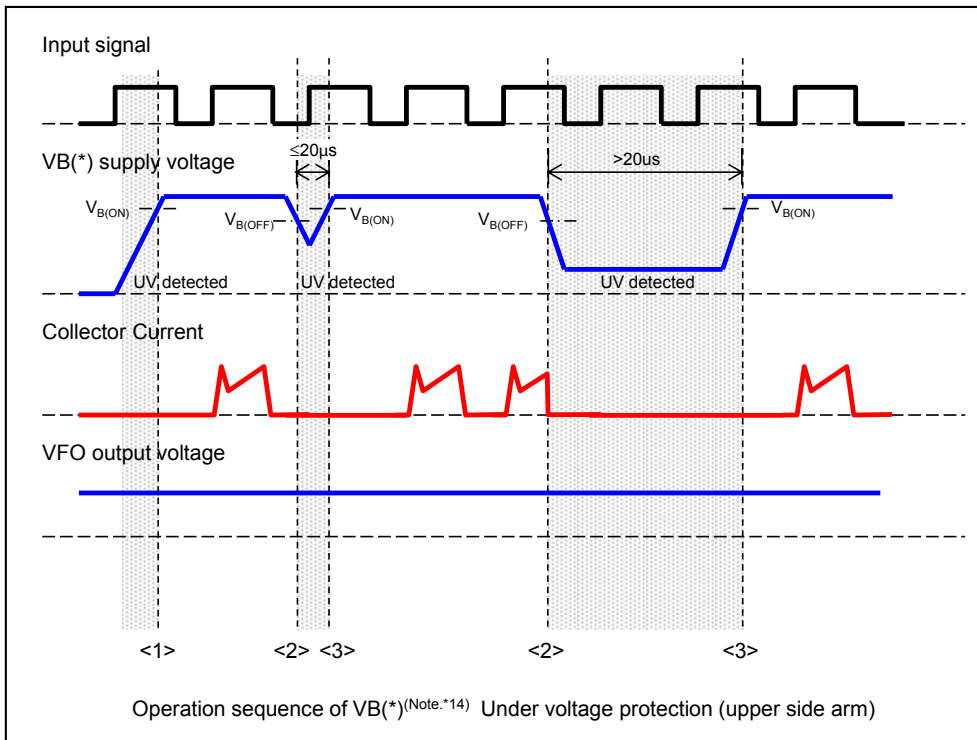 Input signal
≤20μs
>20us
VB(*) supply voltage
VB(ON)
VB(OFF)
VB(ON)
VB(OFF)
VB(ON)
UV detected
UV detected
UV detected
Collector Current
VFO output voltage
<1>
<2>
<3>
<2>
<3>
Operation sequence of VB(*)(Note.*14) Under voltage protection (upper side arm)